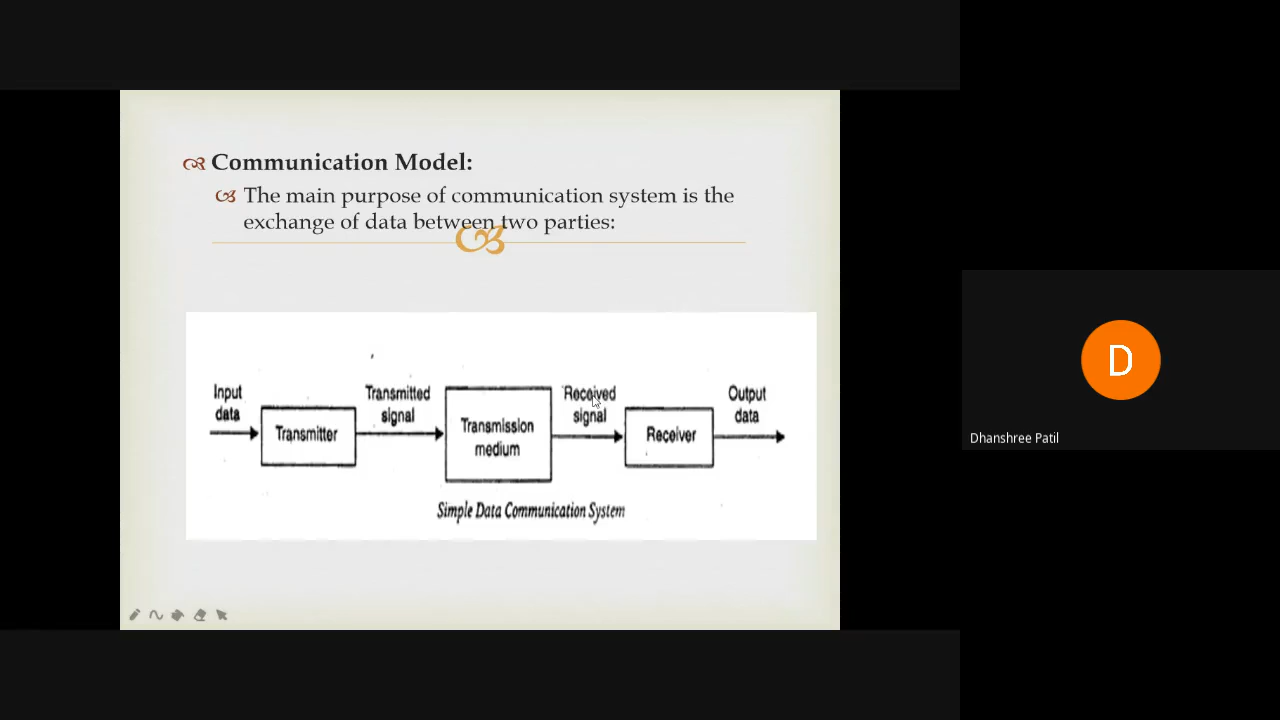 Communication Model:
The main purpose of communication system is the
exchange of data between two parties:
Input
data
Transmitter
Transmitted
signal
Transmission
medium
Received
signal
Receiver
Output
data
Simple Data Communication System
D
Dhanshree Patil